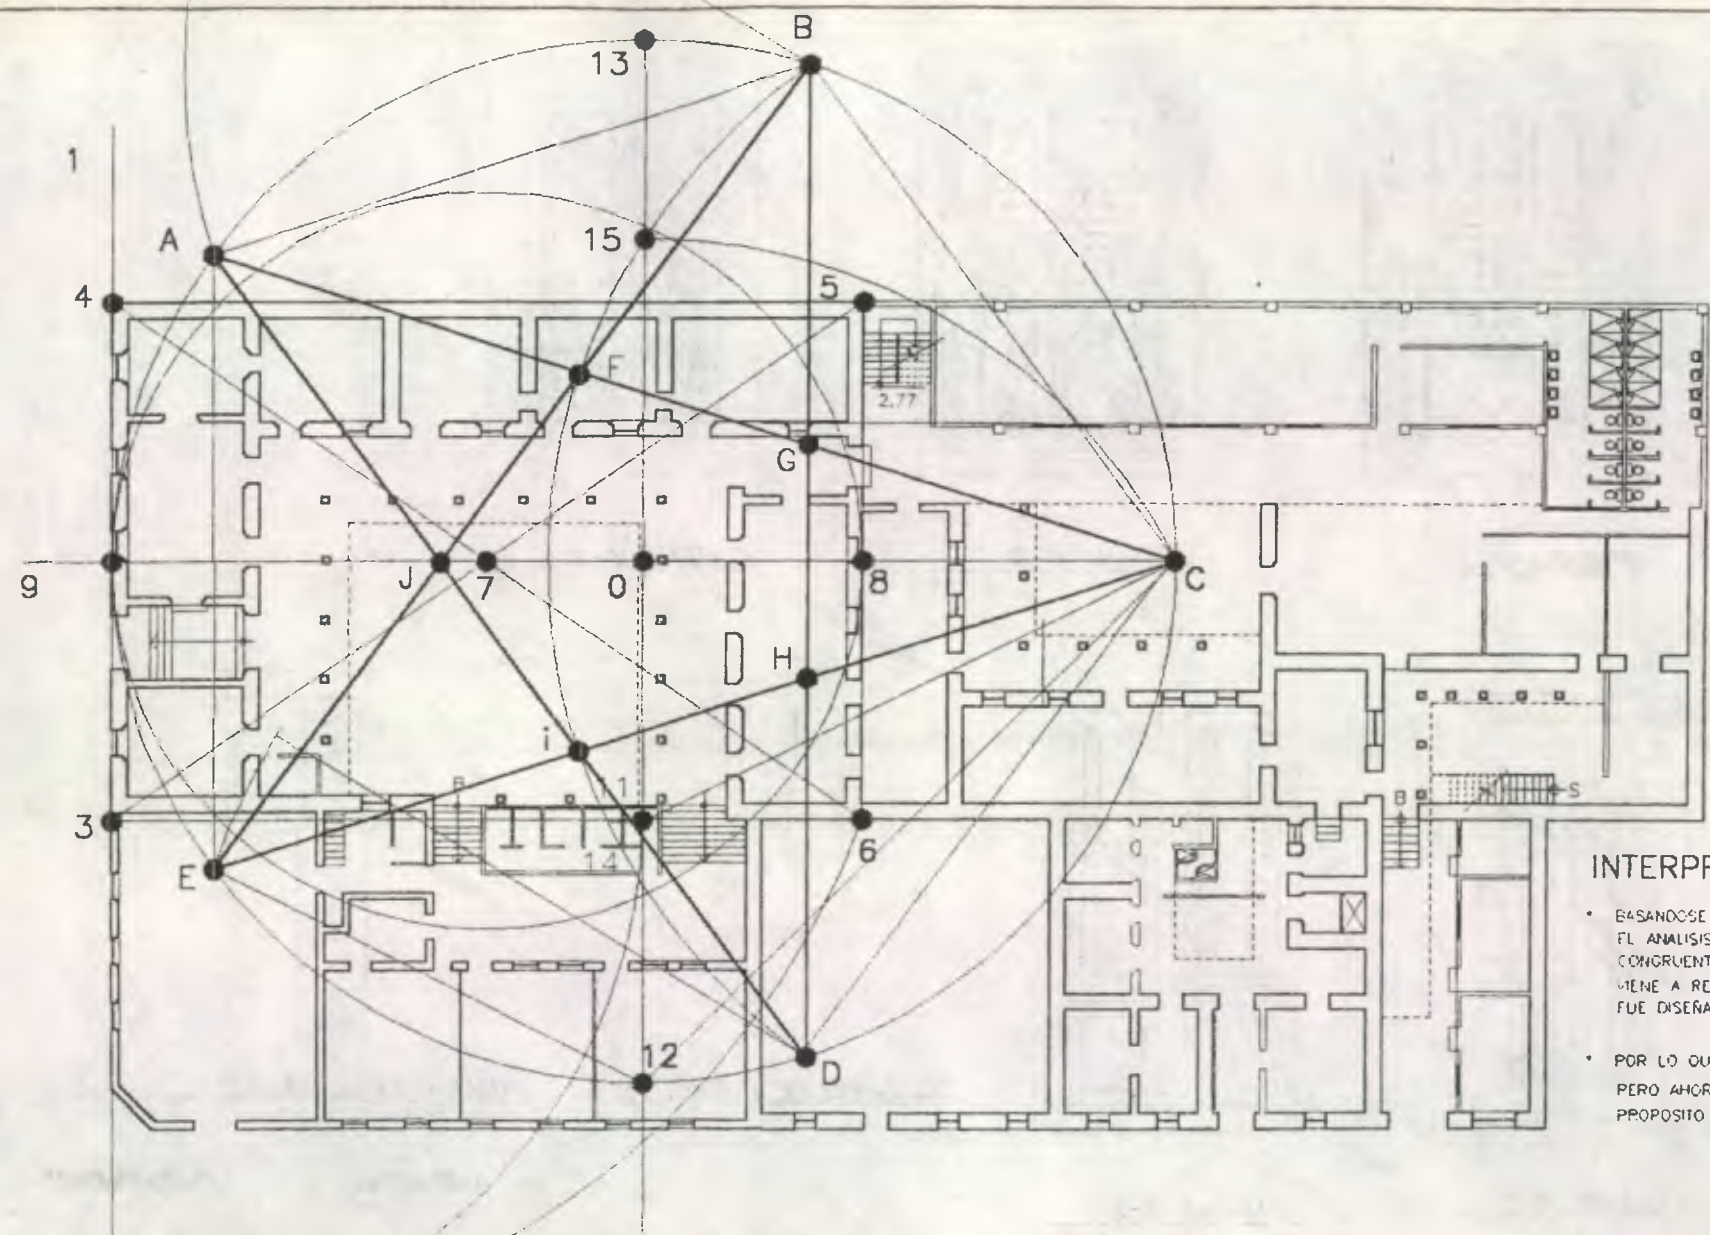 B
13
1
A
15
4
5
F
2.77
G
9
J
7
0
8
C
H
i
B
11
3
B
S
6
14
E
12
D
INTERPR
• BASANDOSE
EL ANALISIS
CONGRUENT
VIENE A RE
FUE DISEÑA
• POR LO QU
PERO AHOR
PROPOSITO